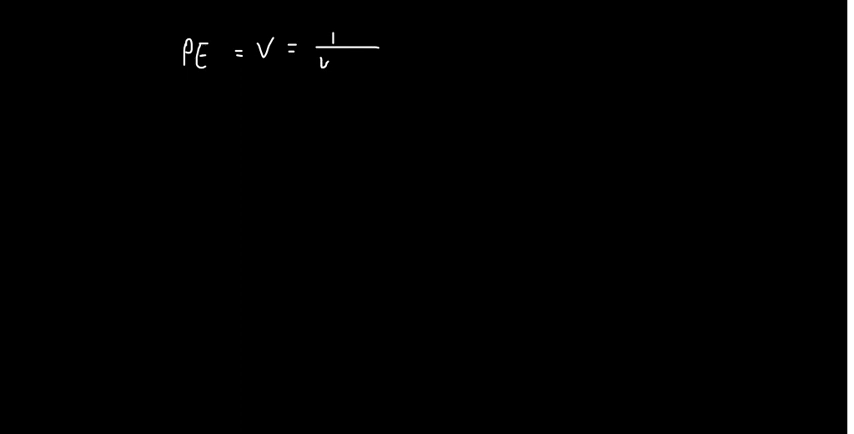 PE = V = 1/v